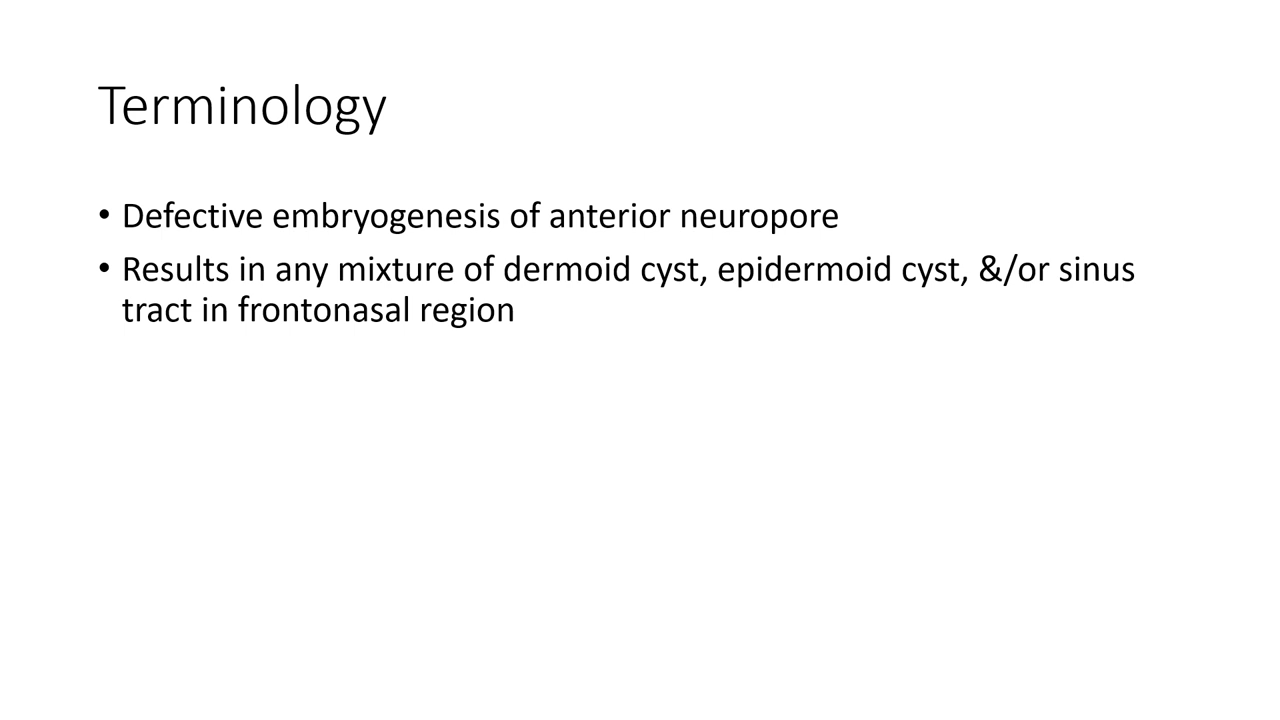 Terminology
• Defective embryogenesis of anterior neuropore
• Results in any mixture of dermoid cyst, epidermoid cyst, &/or sinus
tract in frontonasal region